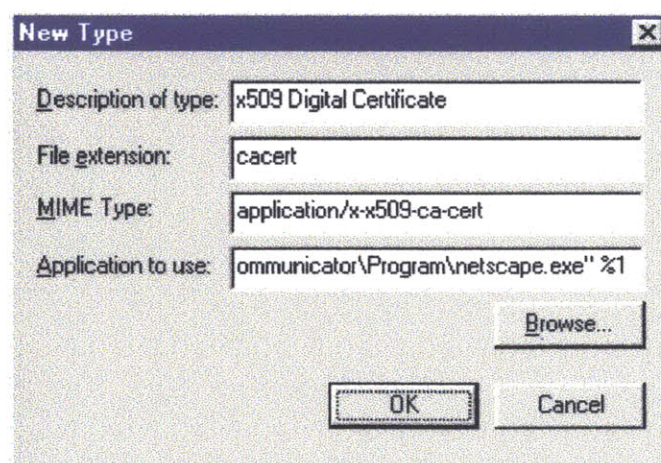 New Type
Description of type: x509 Digital Certificate
File extension: cacert
MIME Type: application/x-x509-ca-cert
Application to use: ommunicator\Program\netscape.exe" %1
Browse...
OK Cancel